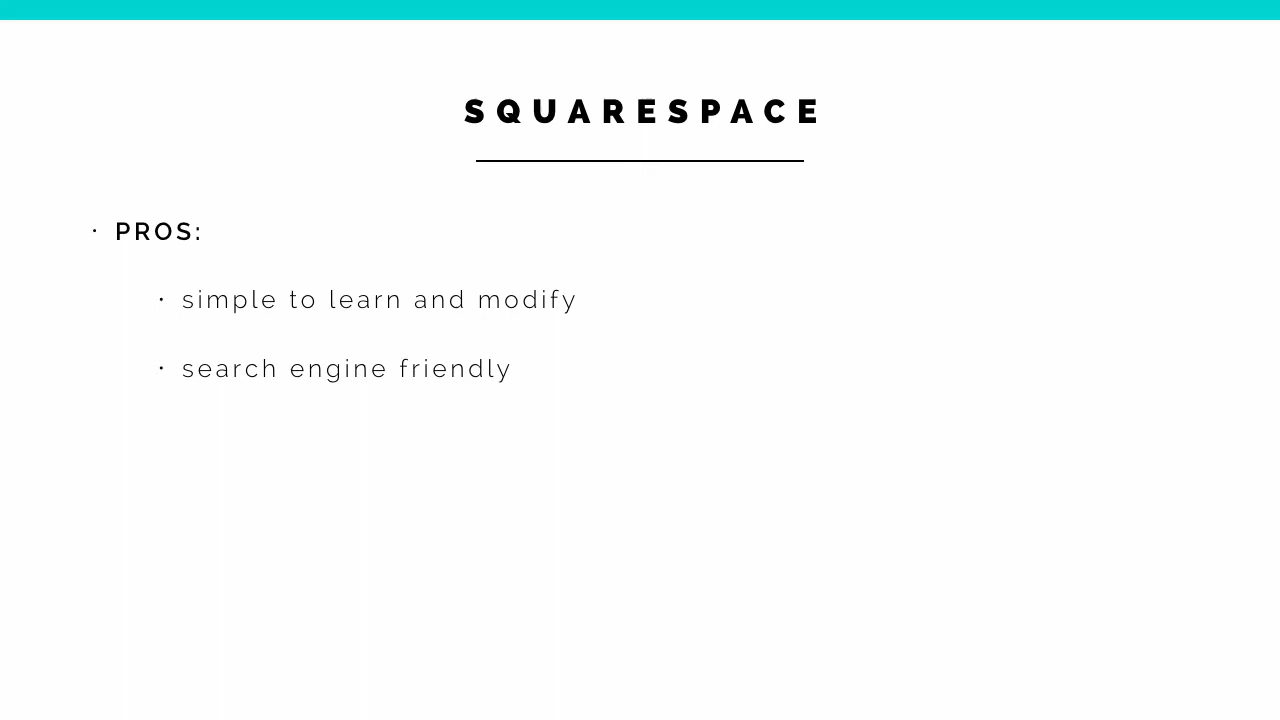 SQUARESPACE
· PROS:
· simple to learn and modify
· search engine friendly